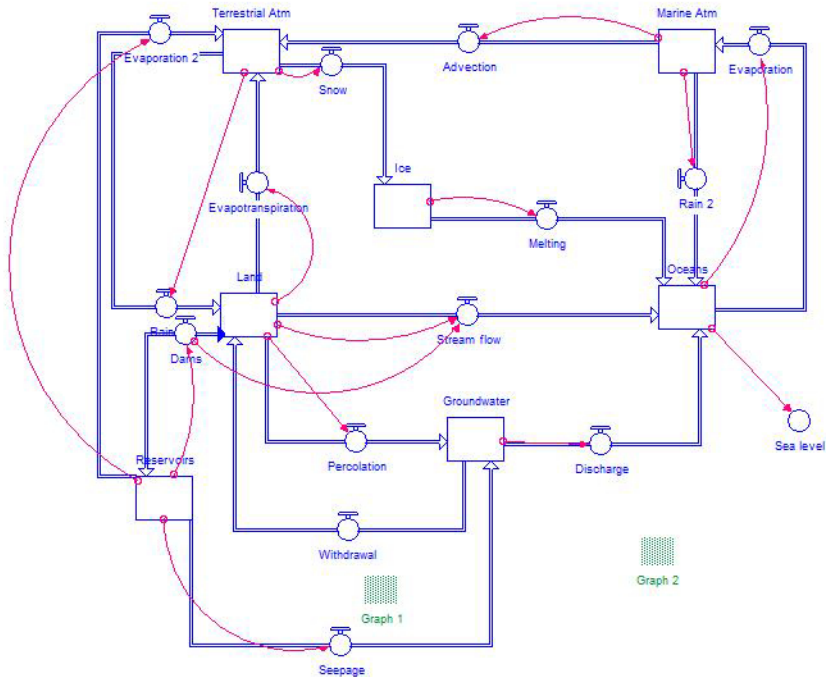 Terrestrial Atm
Marine Atm
Evaporation 2
Advection
Evaporation
Snow
Ice
Evapotranspiration
Rain 2
Melting
Land
Oceans
Rain
Stream flow
Dams
Groundwater
Sea level
Reservoirs
Percolation
Discharge
Withdrawal
Graph 2
Graph 1
Seepage